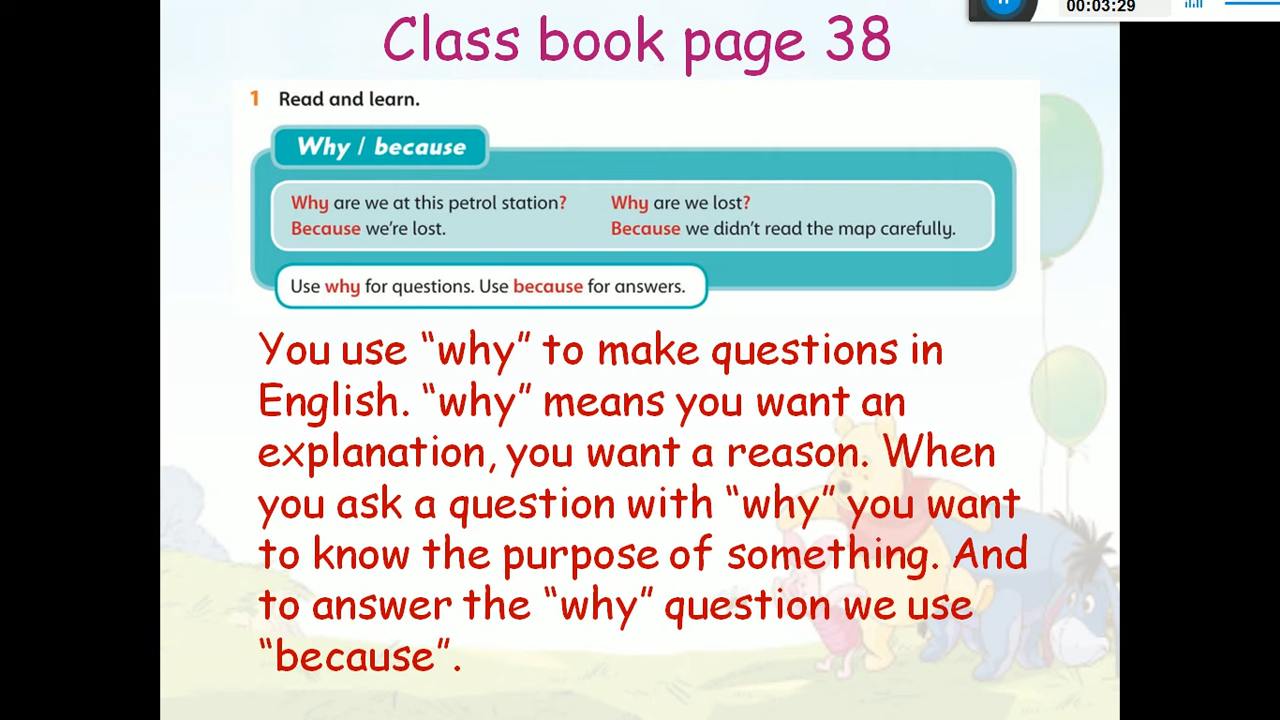 Class book page 38
00:03:29
1 Read and learn.
Why / because
Why are we at this petrol station?
Because we're lost.
Why are we lost?
Because we didn't read the map carefully.
Use why for questions. Use because for answers.
You use “why” to make questions in
English. “why” means you want an
explanation, you want a reason. When
you ask a question with “why” you want
to know the purpose of something. And
to answer the “why” question we use
“because”.